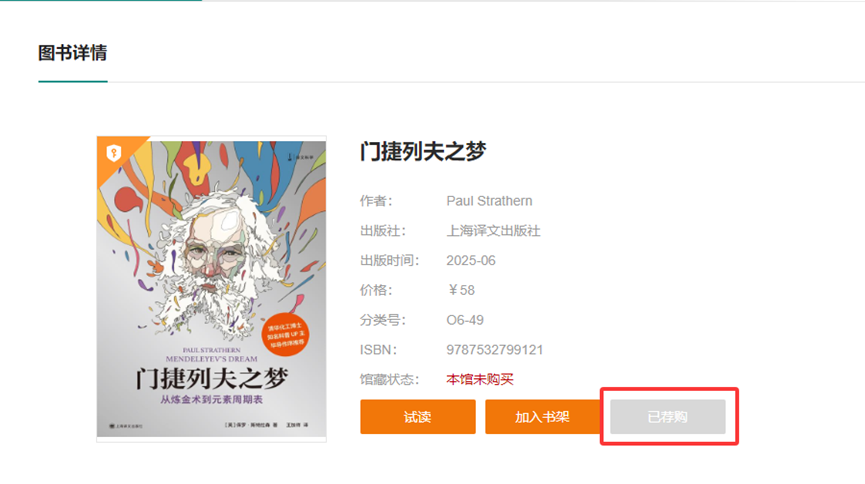 图书详情
门捷列夫之梦
作者： Paul Strathern
出版社： 上海译文出版社
出版时间： 2025-06
价格： ￥58
分类号： O6-49
ISBN： 9787532799121
馆藏状态： 本馆未购买
试读 加入书架 已荐购
PAUL STRATHERN
MENDELEYEV'S DREAM
门捷列夫之梦
从炼金术到元素周期表